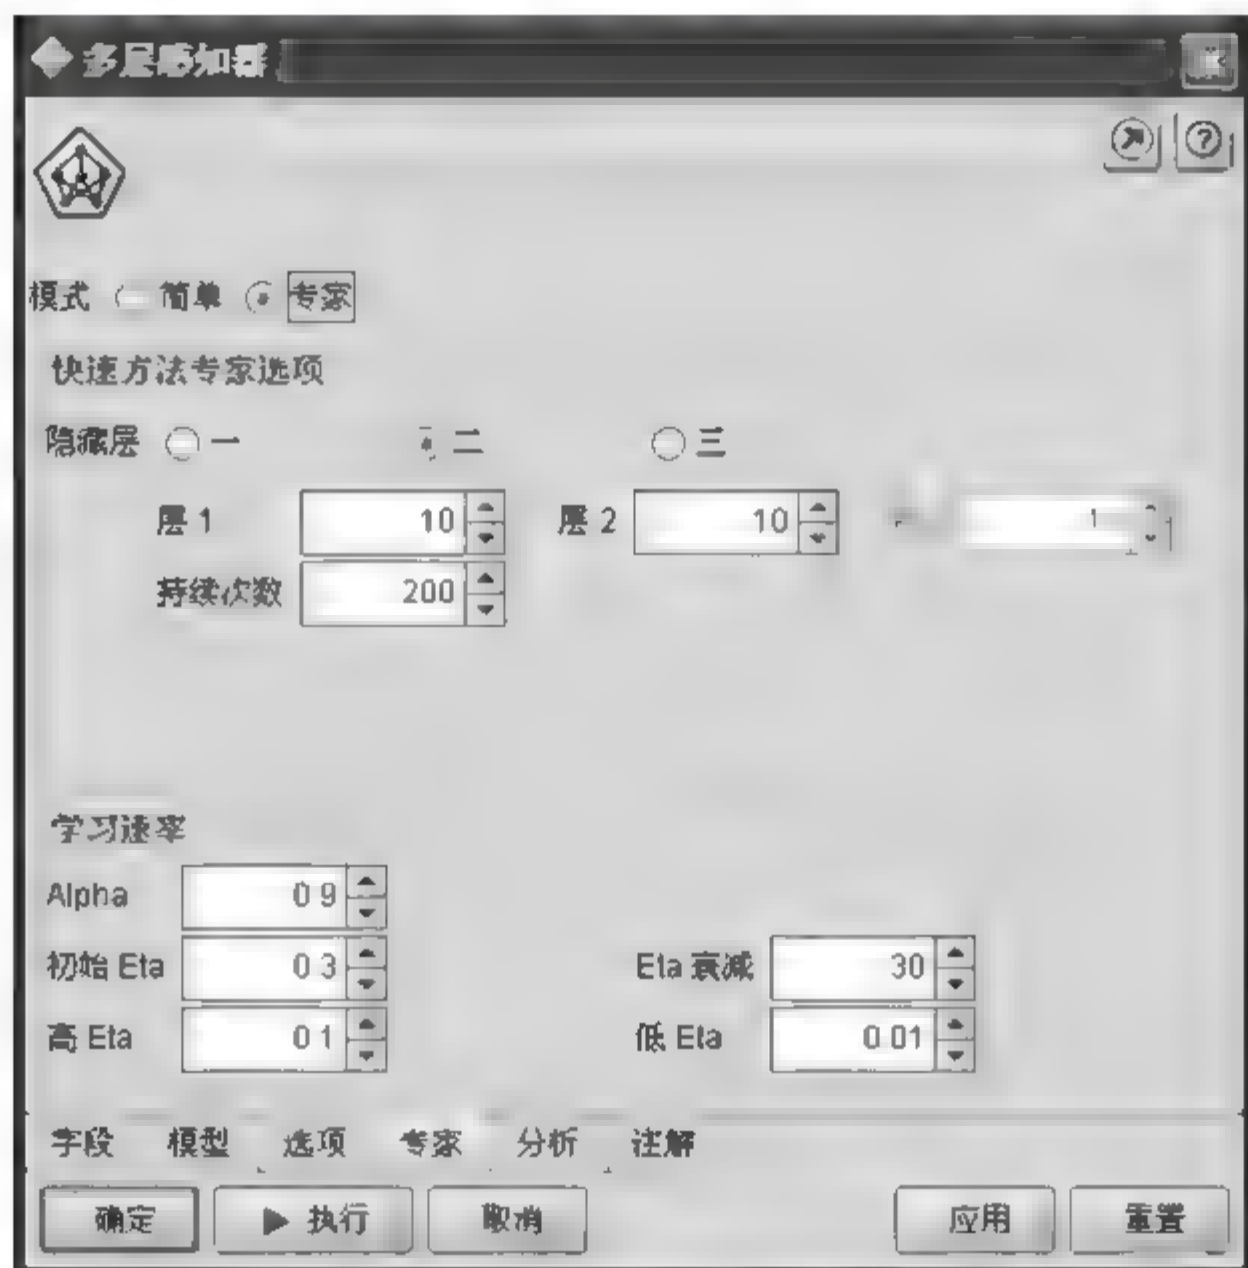 多层感知器
模式 简单 专家
快速方法专家选项
隐藏层 一 二 三
层 1 10 层 2 10 1
持续次数 200
学习速率
Alpha 0.9
初始 Eta 0.3 Eta 衰减 30
高 Eta 0.1 低 Eta 0.01
字段 模型 选项 专家 分析 注解
确定 执行 取消 应用 重置